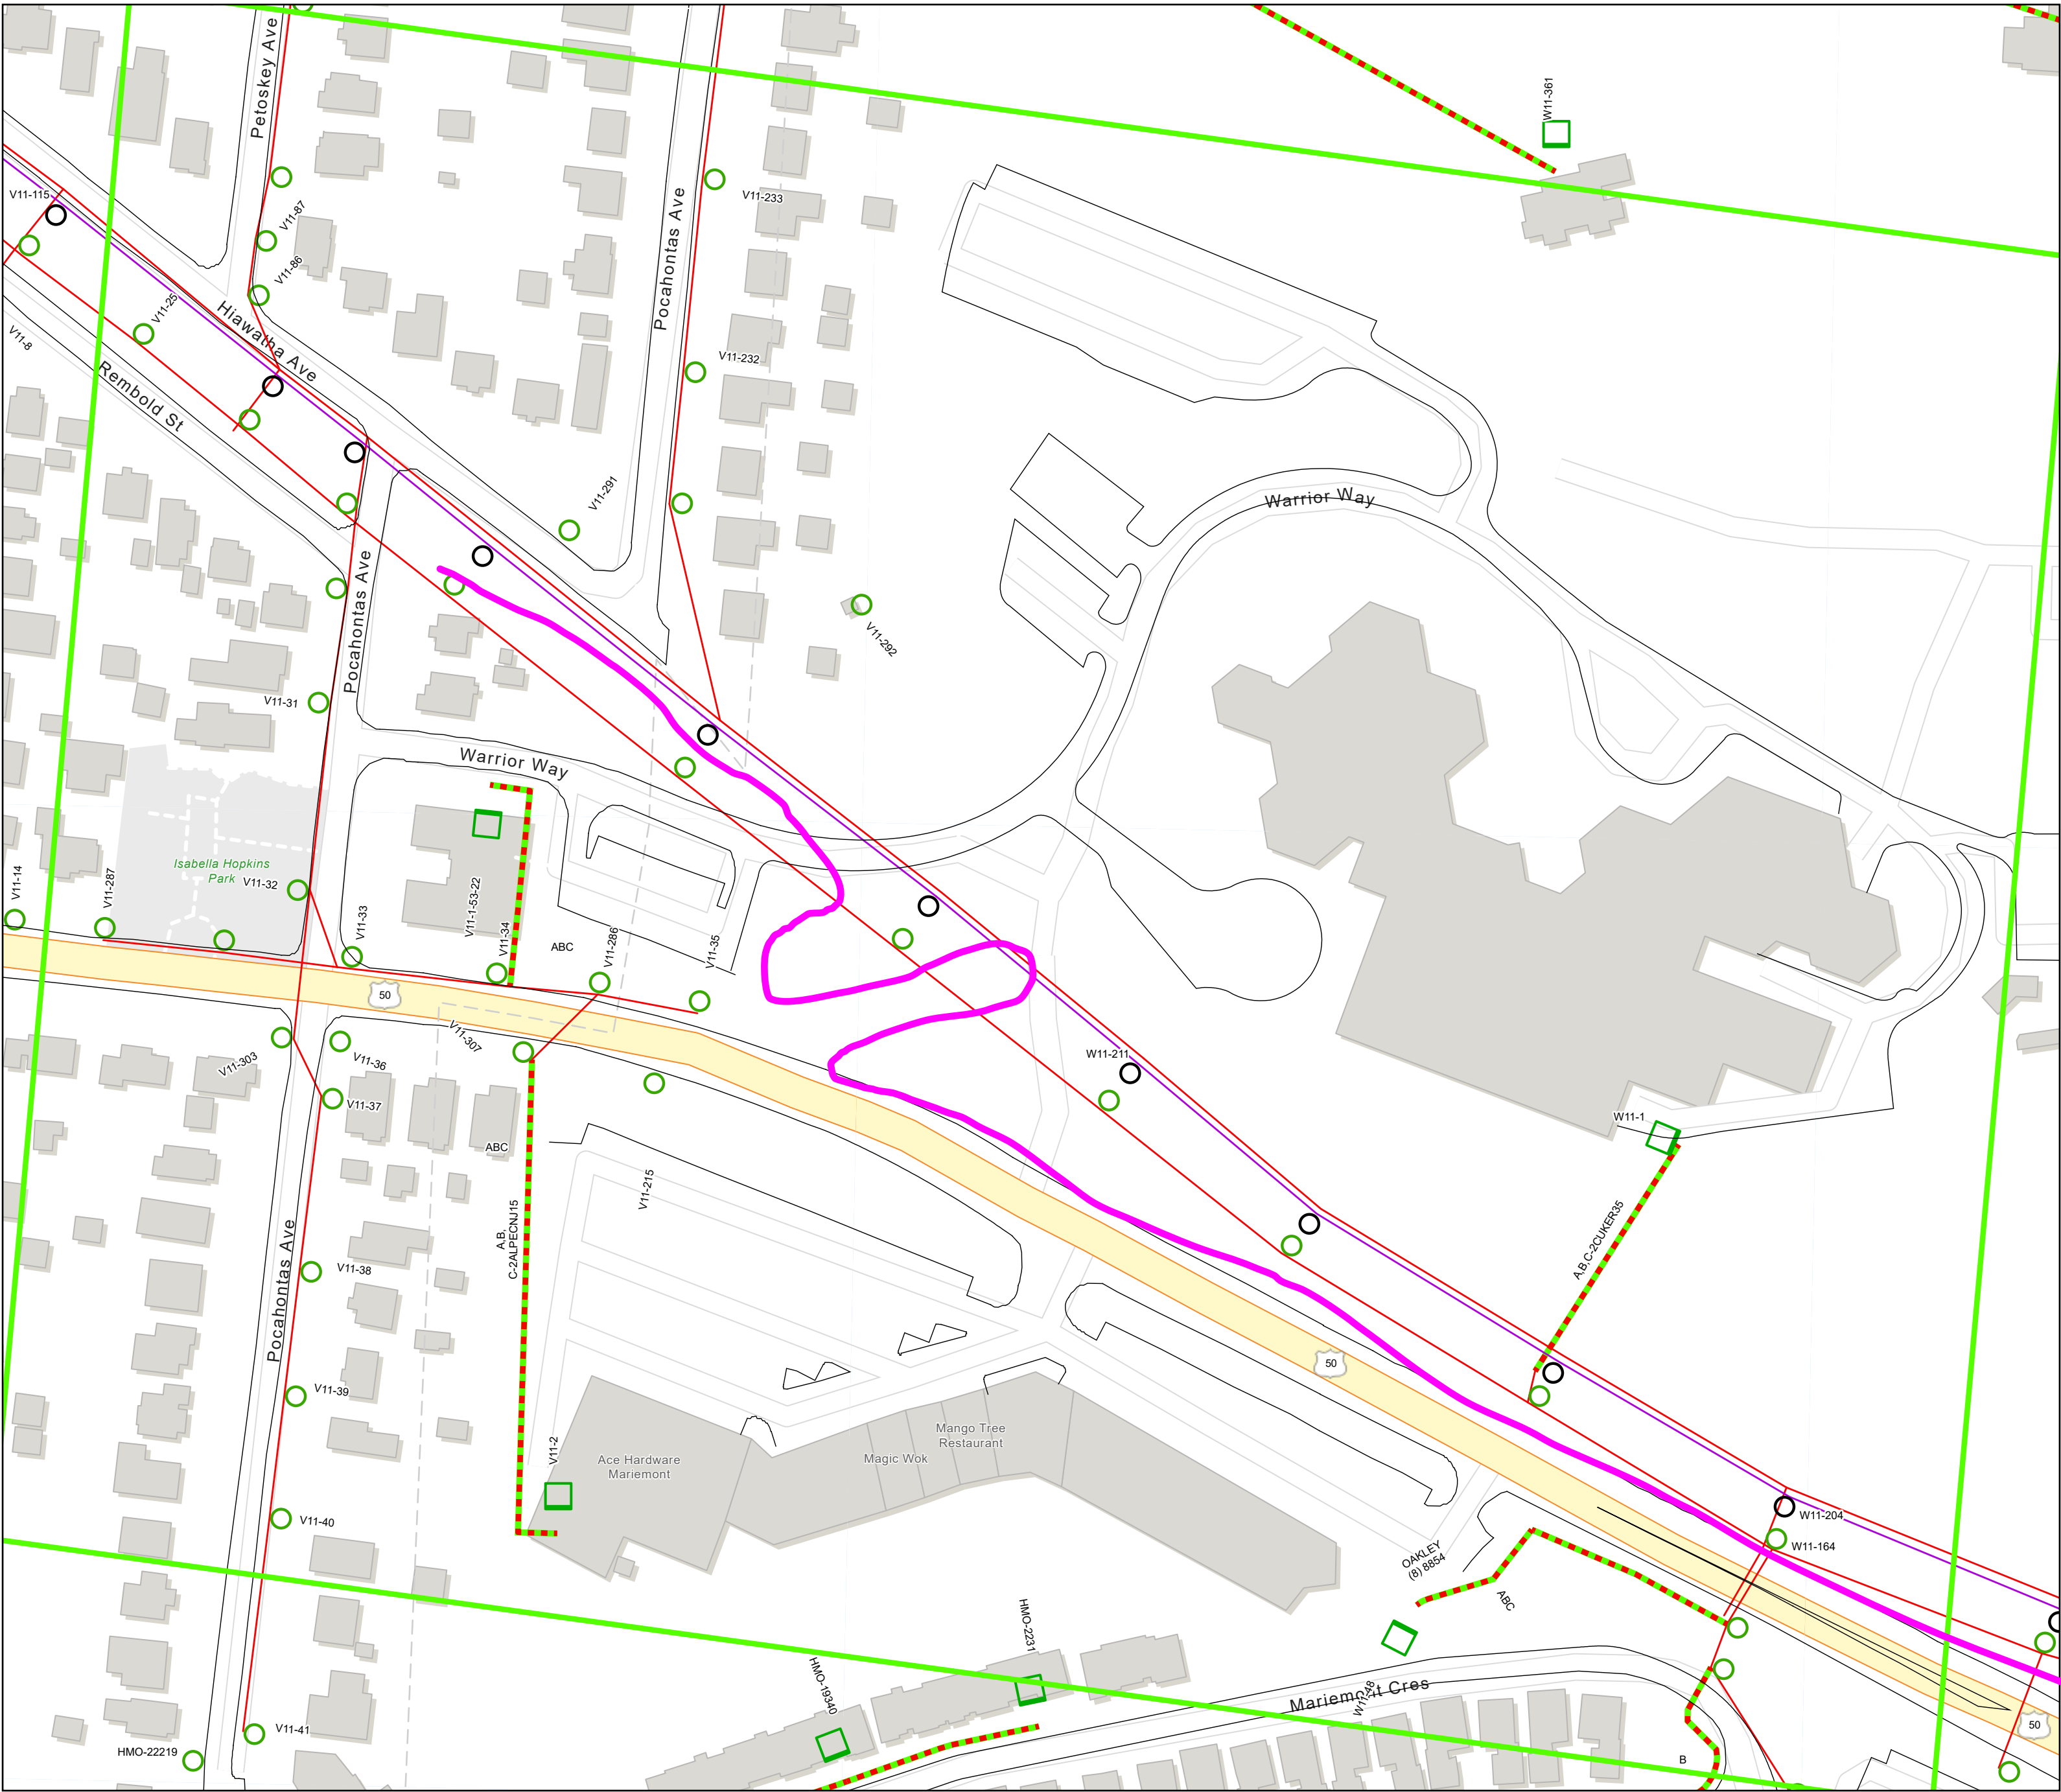 Petoskey Ave
W11-361
V11-115
V11-87
V11-86
V11-233
Pocahontas Ave
V11-25
Hiawatha Ave
V11-8
Rembold St
V11-232
V11-291
Warrior Way
Pocahontas Ave
V11-292
V11-31
Warrior Way
Isabella Hopkins
Park
V11-32
V11-14
V11-287
V11-33
V11-1-53-22
V11-34
ABC
V11-286
V11-35
50
V11-303
V11-36
V11-307
V11-37
W11-211
W11-1
ABC
V11-215
A,B,
C-2ALPECNJ15
A,B,C-2CUKER35
Pocahontas Ave
V11-38
V11-39
50
V11-2
Ace Hardware
Mariemont
Magic Wok
Mango Tree
Restaurant
V11-40
W11-204
W11-164
OAKLEY
(8) 8854
ABC
HMO-2231
HMO-19340
Mariemont Cres
W11-48
V11-41
HMO-22219
50
B